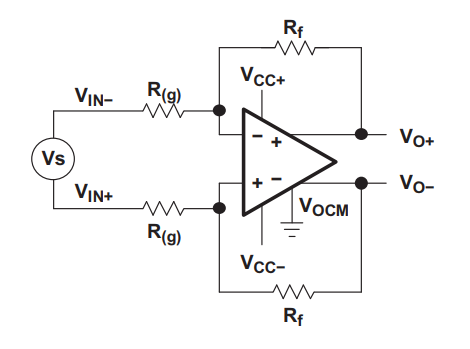 Rf
VCC+
VIN−
R(g)
− +
VO+
Vs
VO−
VIN+
+ −
VOCM
R(g)
VCC−
Rf